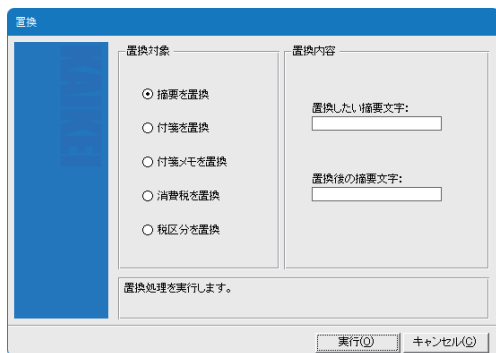 置換
KAIKEI
置換対象
摘要を置換
付箋を置換
付箋メモを置換
消費税を置換
税区分を置換
置換内容
置換したい摘要文字:
置換後の摘要文字:
置換処理を実行します。
実行(O)
キャンセル(C)